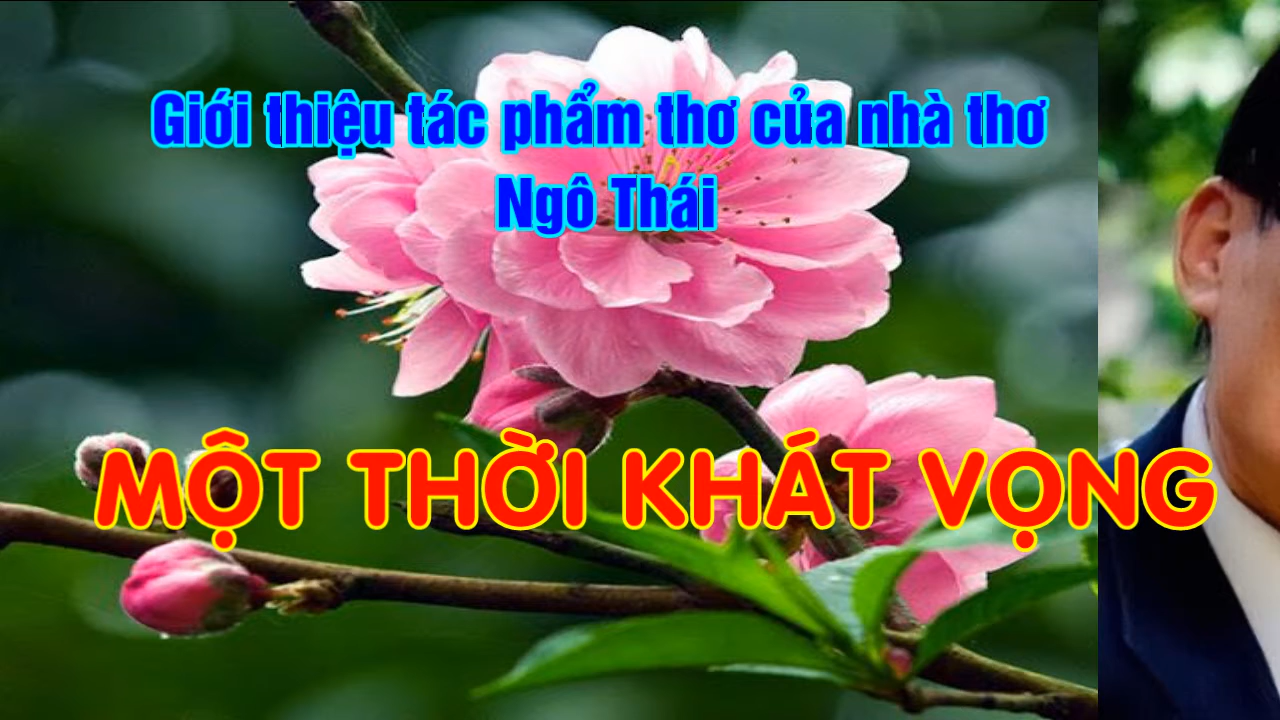 Giới thiệu tác phẩm thơ của nhà thơ
Ngô Thái
MỘT THỜI KHÁT VỌNG